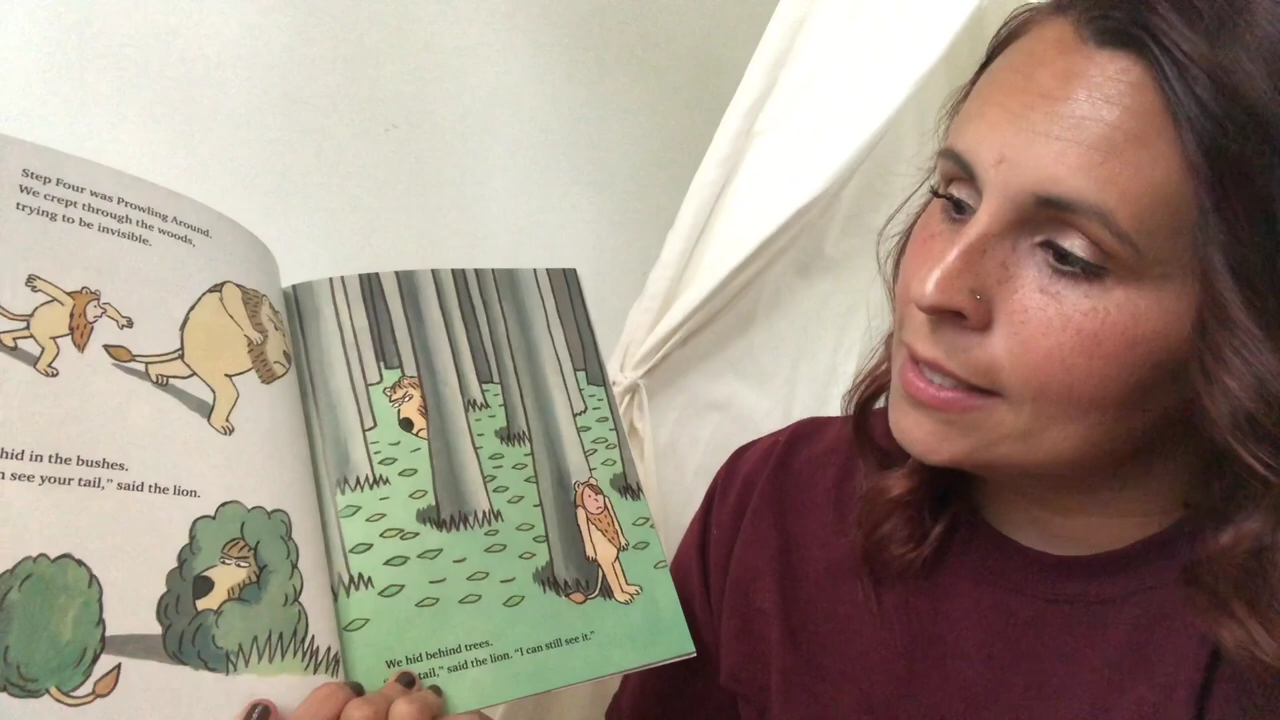 Step Four was Prowling Around.
We crept through the woods,
trying to be invisible.
hid in the bushes.
see your tail,” said the lion.
We hid behind trees.
tail,” said the lion. “I can still see it.”